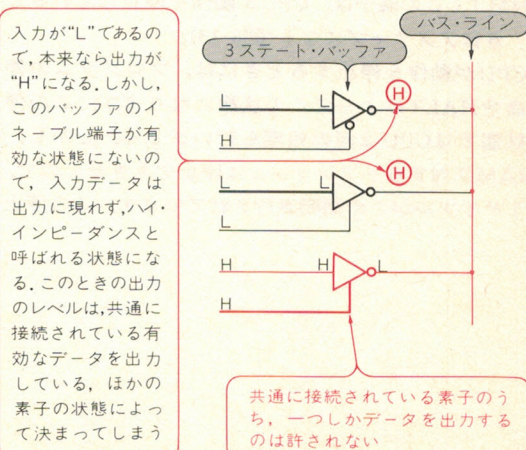 バス・ライン
3ステート・バッファ
入力が"L"であるの
で,本来なら出力が
"H"になる.しかし,
このバッファのイ
ネーブル端子が有
効な状態にないの
で,入力データは
出力に現れず,ハイ・
インピーダンスと
呼ばれる状態にな
る.このときの出力
のレベルは,共通に
接続されている有
効なデータを出力
している,ほかの
素子の状態によっ
て決まってしまう
L L H
H
L L H
L
H H L
H
共通に接続されている素子のう
ち,一つしかデータを出力する
のは許されない